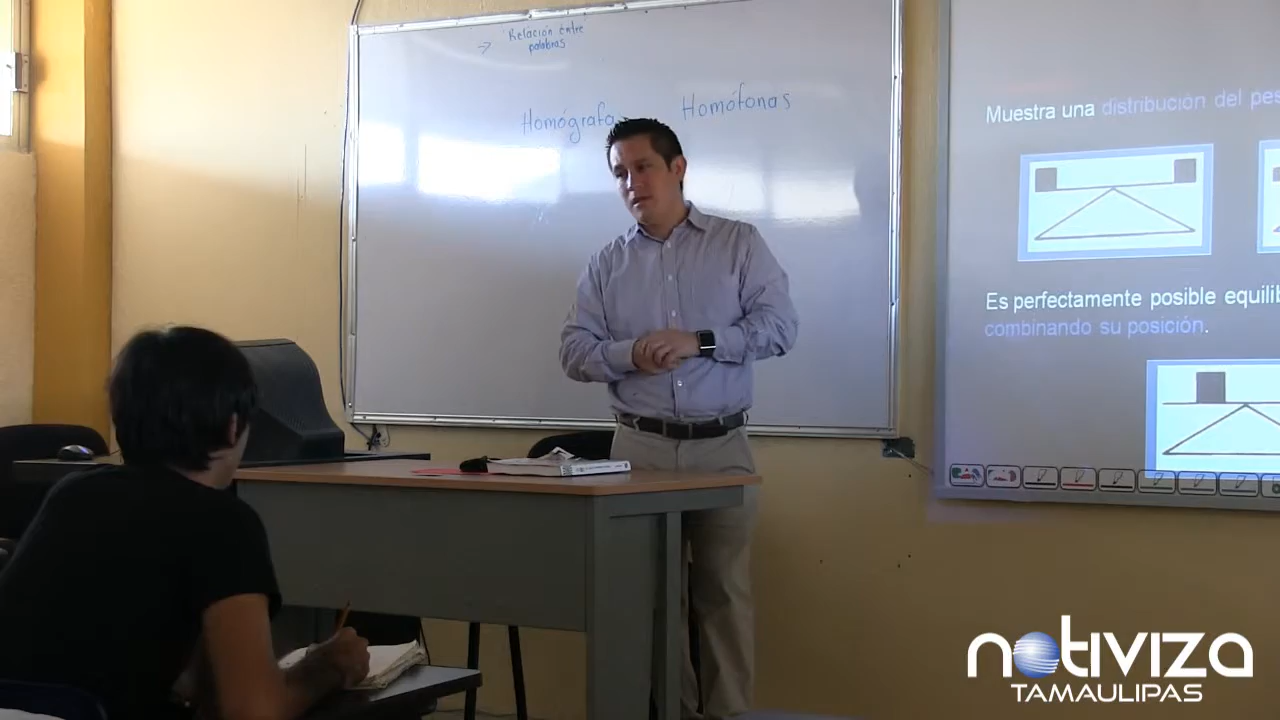 Relación entre
palabras
Homógrafa
Homófonas
Muestra una distribución del pes
Es perfectamente posible equilib
combinando su posición.
notiviza
TAMAULIPAS